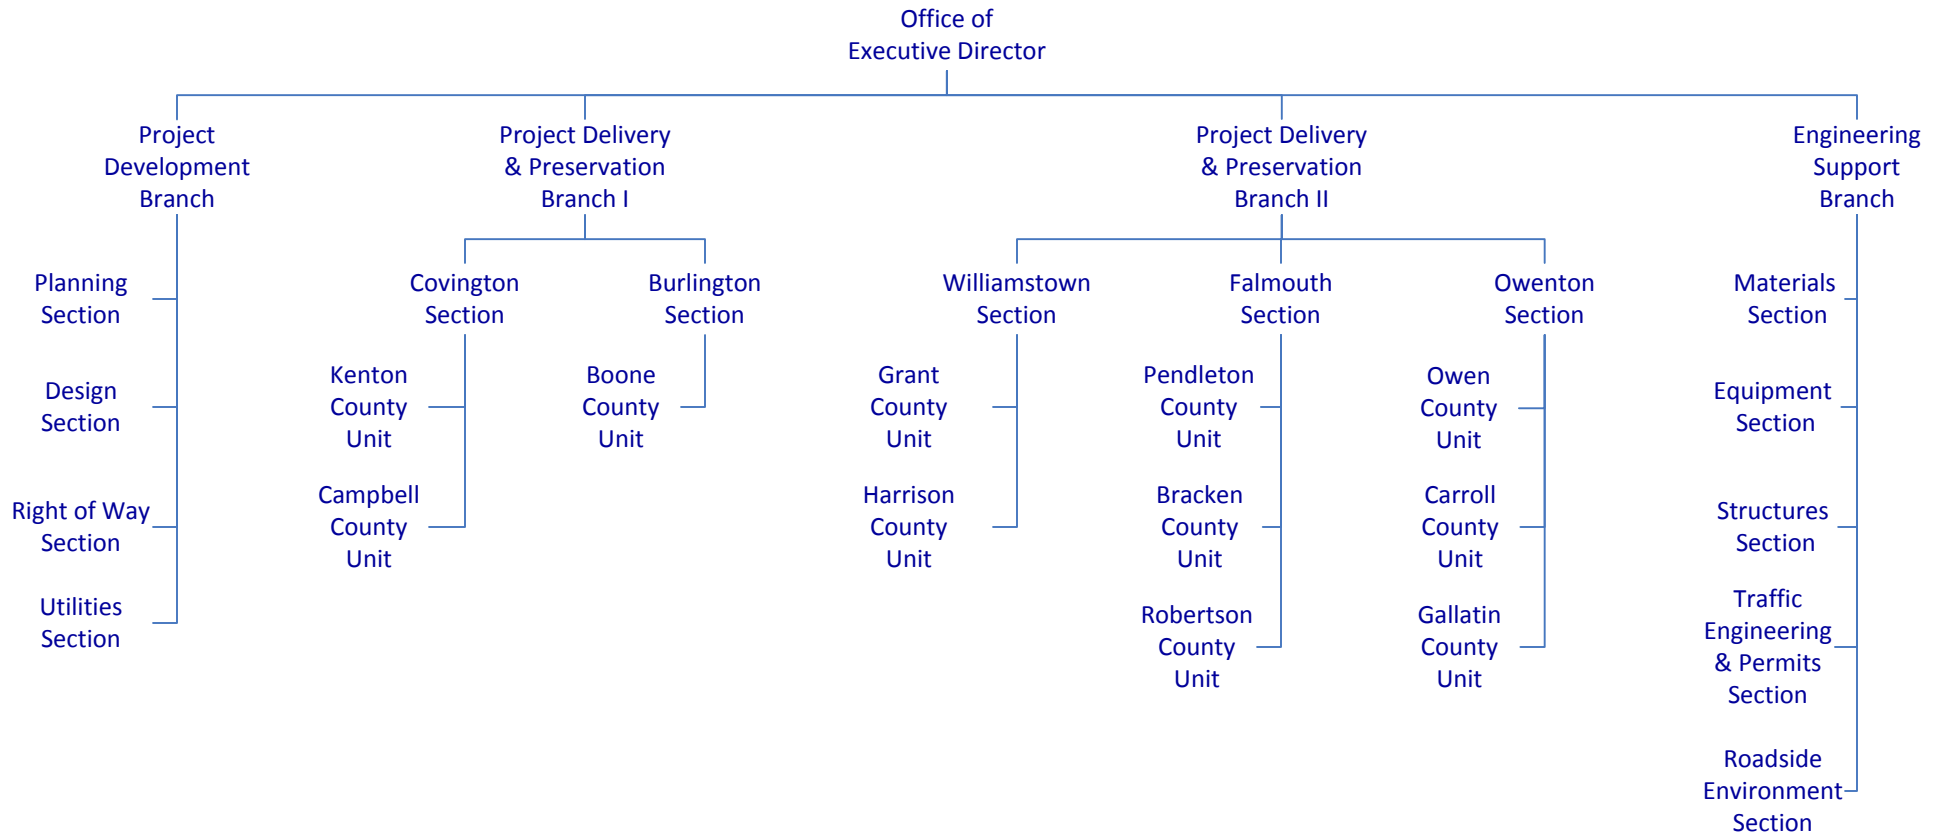 Office of
Executive Director
Project
Development
Branch
Project Delivery
& Preservation
Branch I
Project Delivery
& Preservation
Branch II
Engineering
Support
Branch
Planning
Section
Design
Section
Right of Way
Section
Utilities
Section
Covington
Section
Kenton
County
Unit
Campbell
County
Unit
Burlington
Section
Boone
County
Unit
Williamstown
Section
Grant
County
Unit
Harrison
County
Unit
Falmouth
Section
Pendleton
County
Unit
Bracken
County
Unit
Robertson
County
Unit
Owenton
Section
Owen
County
Unit
Carroll
County
Unit
Gallatin
County
Unit
Materials
Section
Equipment
Section
Structures
Section
Traffic
Engineering
& Permits
Section
Roadside
Environment
Section